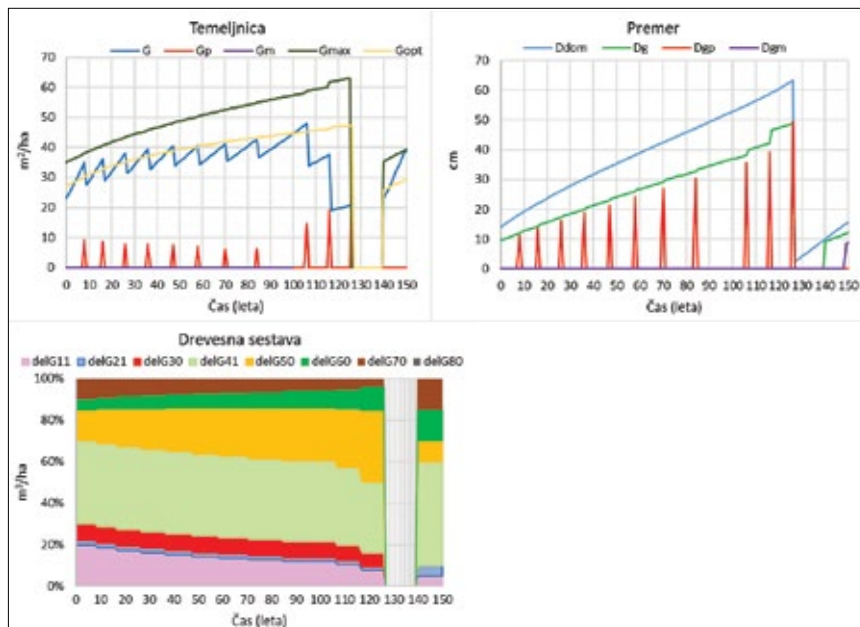 Temeljnica
G Gp Gm Gmax Gopt
70
60
50
40
30
20
10
0
m²/ha
0 10 20 30 40 50 60 70 80 90 100 110 120 130 140 150
Čas (leta)
Premer
Ddom Dg Dgp Dgm
70
60
50
40
30
20
10
0
cm
0 10 20 30 40 50 60 70 80 90 100 110 120 130 140 150
Čas (leta)
Drevesna sestava
delG11 delG21 delG30 delG41 delG50 delG60 delG70 delG80
100%
80%
60%
40%
20%
0%
m³/ha
0 10 20 30 40 50 60 70 80 90 100 110 120 130 140 150
Čas (leta)